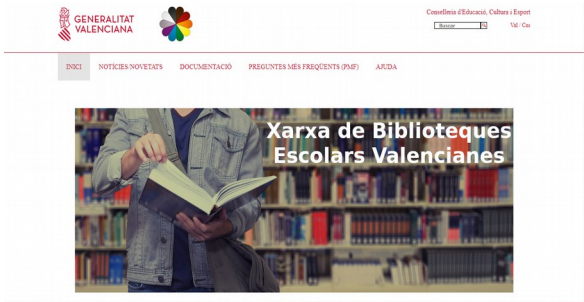 GENERALITAT
VALENCIANA
Conselleria d'Educació, Cultura i Esport
Buscar
Val / Cas
INICI
NOTÍCIES/NOVETATS
DOCUMENTACIÓ
PREGUNTES MÉS FREQÜENTS (PMF)
AJUDA
Xarxa de Biblioteques
Escolars Valencianes